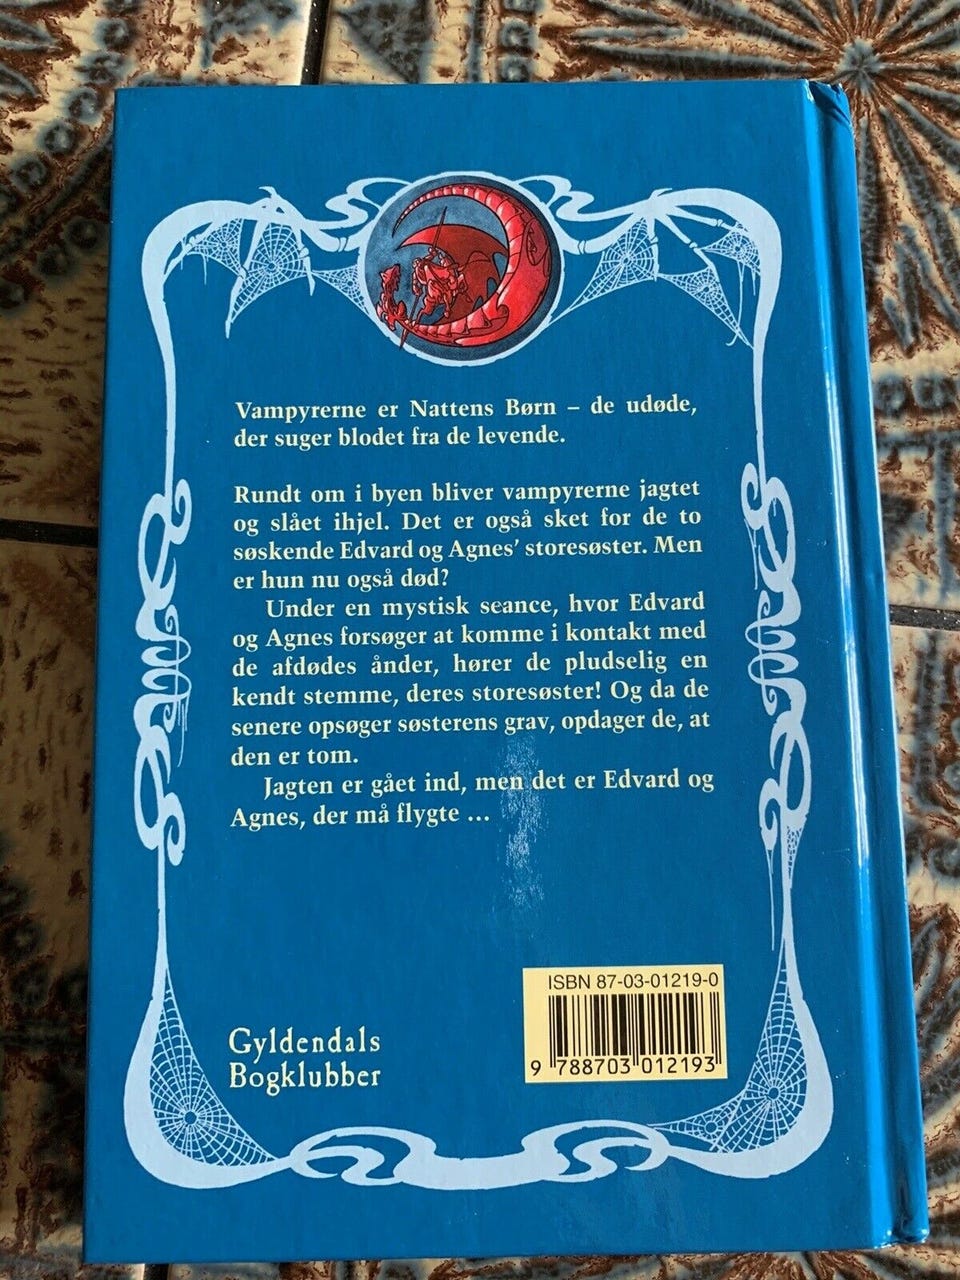 Vampyrerne er Nattens Børn – de udøde,
der suger blodet fra de levende.
Rundt om i byen bliver vampyrerne jagtet
og slået ihjel. Det er også sket for de to
søskende Edvard og Agnes’ storesøster. Men
er hun nu også død?
Under en mystisk seance, hvor Edvard
og Agnes forsøger at komme i kontakt med
de afdødes ånder, hører de pludselig en
kendt stemme, deres storesøster! Og da de
senere opsøger søsterens grav, opdager de, at
den er tom.
Jagten er gået ind, men det er Edvard og
Agnes, der må flygte ...
ISBN 87-03-01219-0
9 788703 012193
Gyldendals
Bogklubber